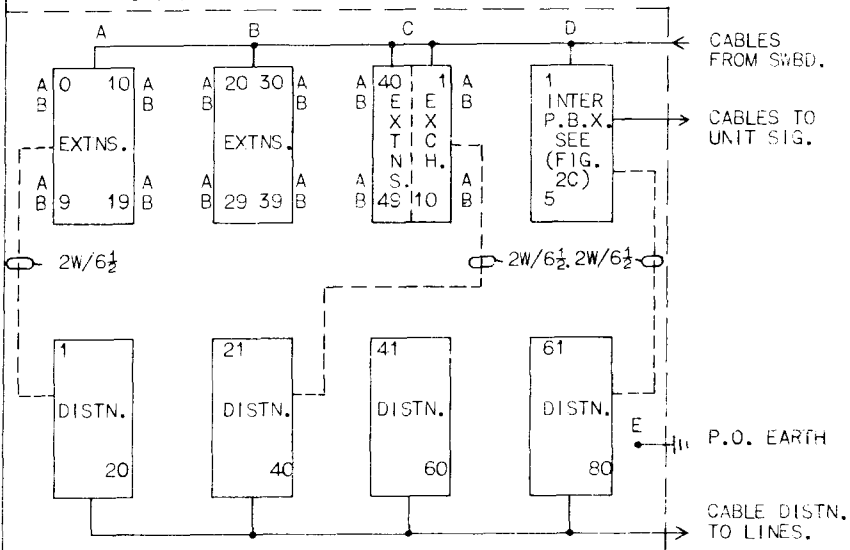 A B C D
CABLES
FROM SWBD.
A 0 10 A
B B
EXTNS.
A A
B 9 19 B
A 20 30 A
B B
EXTNS.
A A
B 29 39 B
A 40 1 A
B B
EXTNS.
EXCH.
A A
B 49 10 B
1
INTER
P.B.X.
SEE
(FIG.
2C)
5
CABLES TO
UNIT SIG.
2W/6½
2W/6½. 2W/6½
1
DISTN.
20
21
DISTN.
40
41
DISTN.
60
61
DISTN.
80
E
P.O. EARTH
CABLE DISTN.
TO LINES.